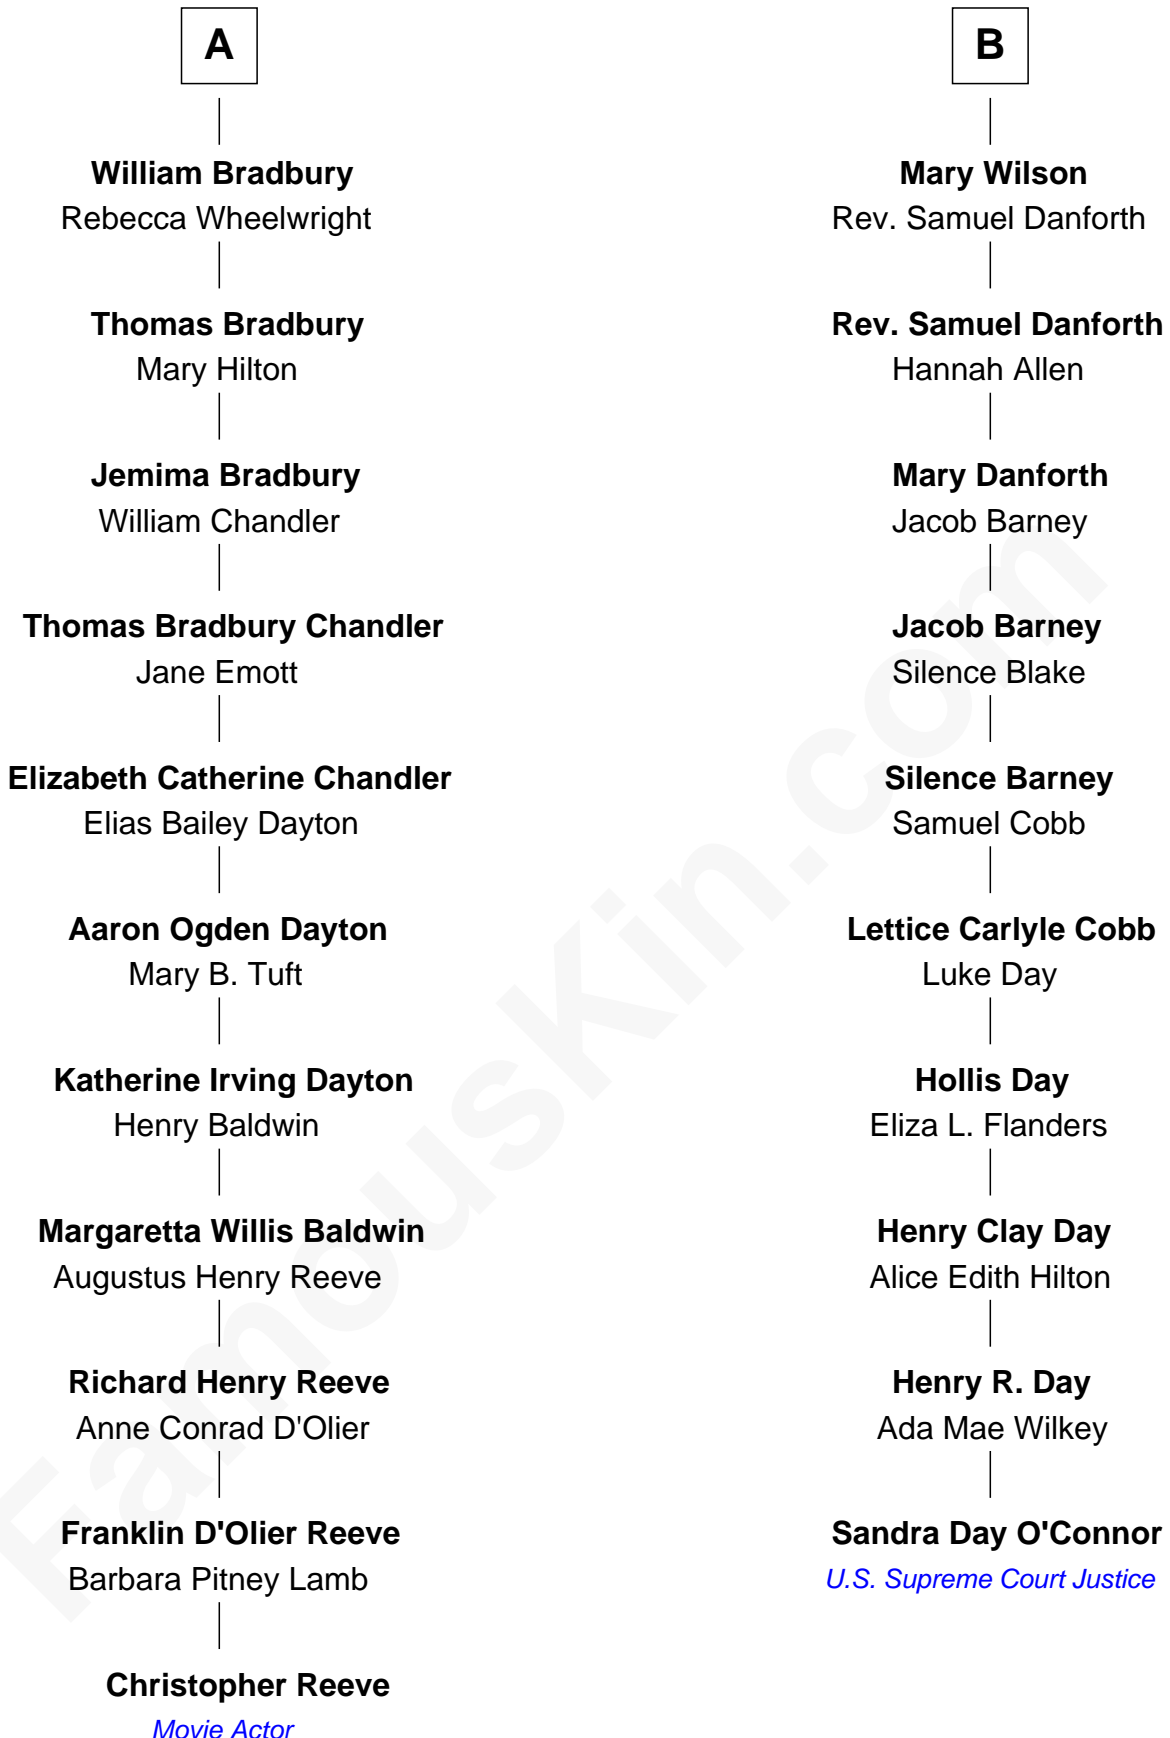 A
William Bradbury
Rebecca Wheelwright
Thomas Bradbury
Mary Hilton
Jemima Bradbury
William Chandler
Thomas Bradbury Chandler
Jane Emott
Elizabeth Catherine Chandler
Elias Bailey Dayton
Aaron Ogden Dayton
Mary B. Tuft
Katherine Irving Dayton
Henry Baldwin
Margaretta Willis Baldwin
Augustus Henry Reeve
Richard Henry Reeve
Anne Conrad D'Olier
Franklin D'Olier Reeve
Barbara Pitney Lamb
Christopher Reeve
Movie Actor
B
Mary Wilson
Rev. Samuel Danforth
Rev. Samuel Danforth
Hannah Allen
Mary Danforth
Jacob Barney
Jacob Barney
Silence Blake
Silence Barney
Samuel Cobb
Lettice Carlyle Cobb
Luke Day
Hollis Day
Eliza L. Flanders
Henry Clay Day
Alice Edith Hilton
Henry R. Day
Ada Mae Wilkey
Sandra Day O'Connor
U.S. Supreme Court Justice
FamousKin.com